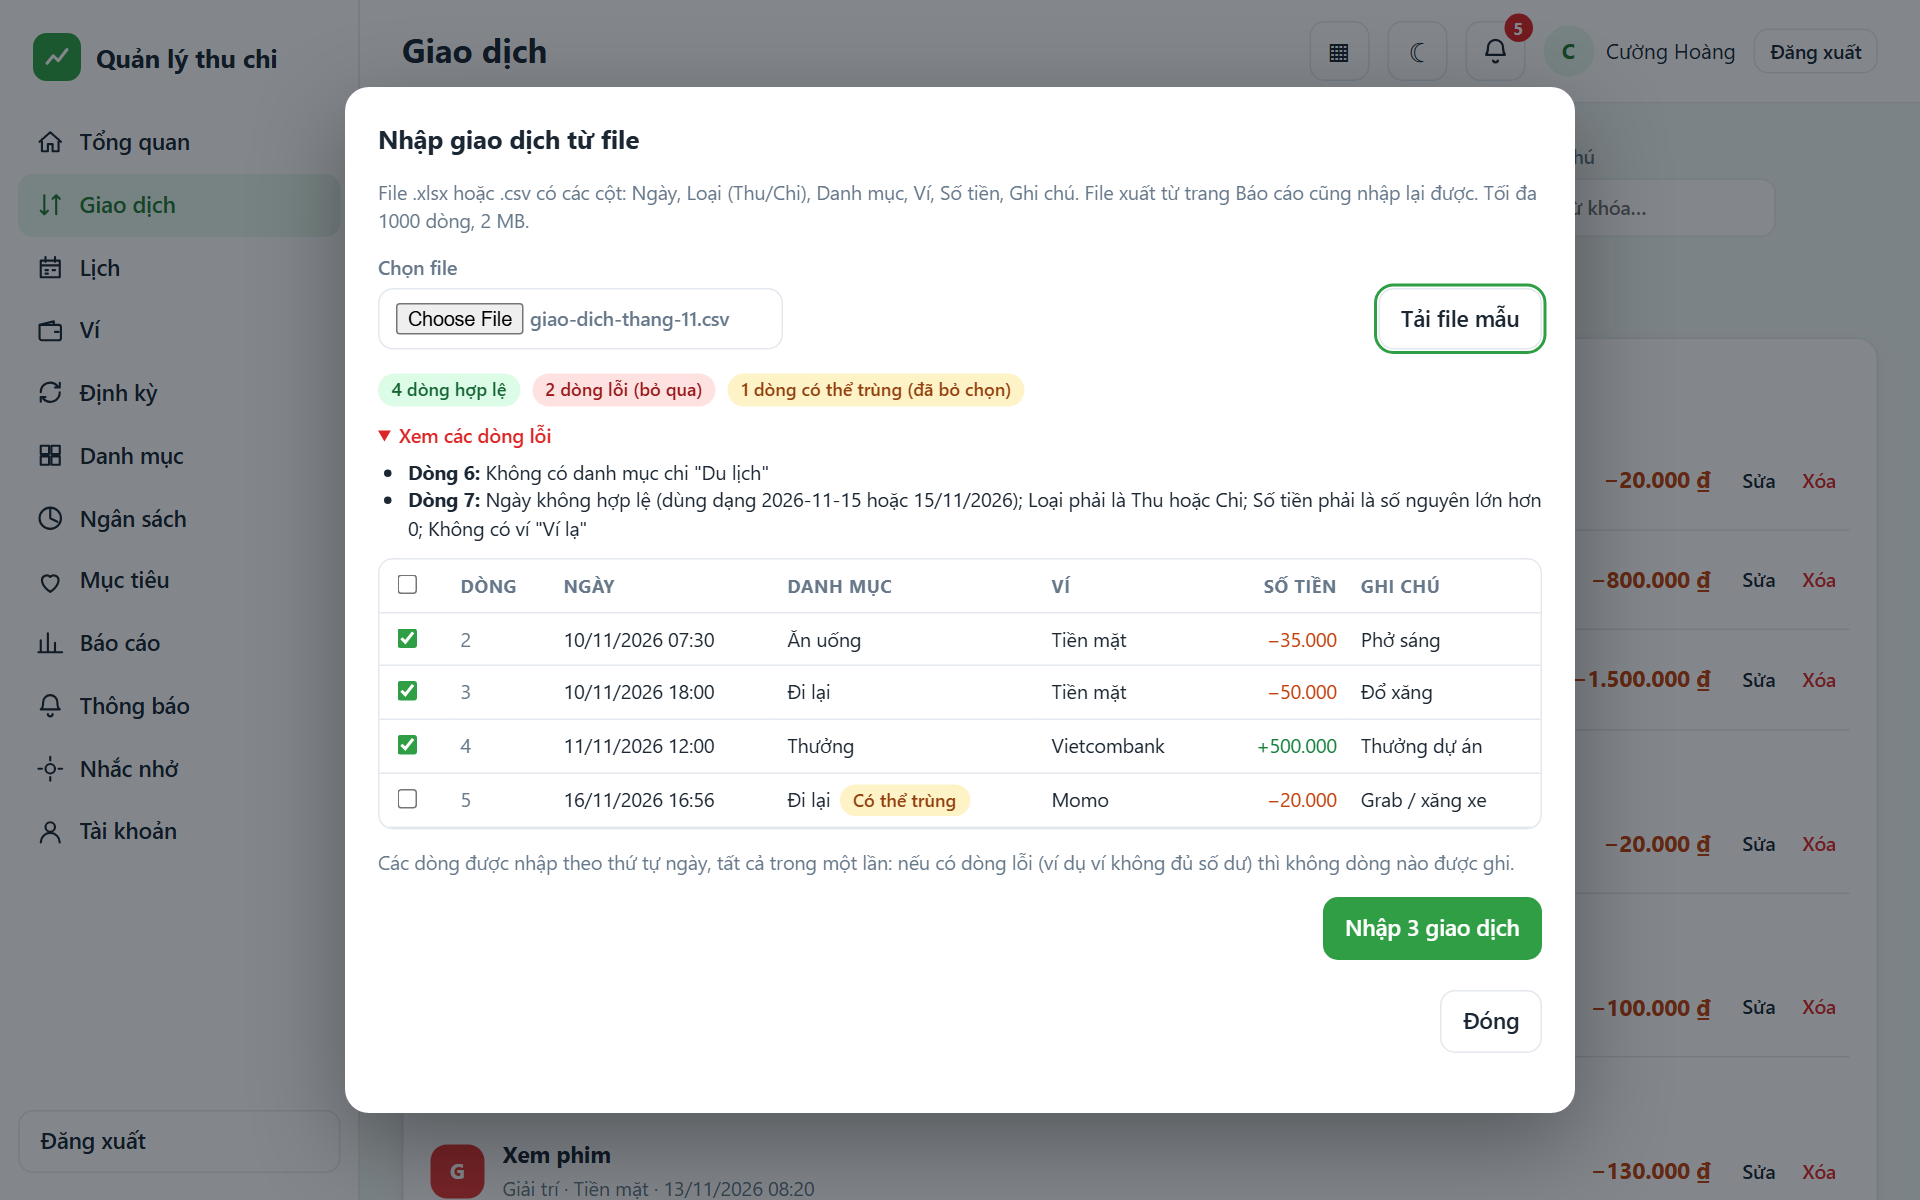 Quản lý thu chi
Tổng quan
Giao dịch
Lịch
Ví
Định kỳ
Danh mục
Ngân sách
Mục tiêu
Báo cáo
Thông báo
Nhắc nhở
Tài khoản
Đăng xuất
Giao dịch
5
C
Cường Hoàng
Đăng xuất
Nhập giao dịch từ file
File .xlsx hoặc .csv có các cột: Ngày, Loại (Thu/Chi), Danh mục, Ví, Số tiền, Ghi chú. File xuất từ trang Báo cáo cũng nhập lại được. Tối đa
1000 dòng, 2 MB.
Chọn file
Choose File giao-dich-thang-11.csv
Tải file mẫu
4 dòng hợp lệ
2 dòng lỗi (bỏ qua)
1 dòng có thể trùng (đã bỏ chọn)
Xem các dòng lỗi
Dòng 6: Không có danh mục chi "Du lịch"
Dòng 7: Ngày không hợp lệ (dùng dạng 2026-11-15 hoặc 15/11/2026); Loại phải là Thu hoặc Chi; Số tiền phải là số nguyên lớn hơn
0; Không có ví "Ví lạ"
DÒNG NGÀY DANH MỤC VÍ SỐ TIỀN GHI CHÚ
2 10/11/2026 07:30 Ăn uống Tiền mặt −35.000 Phở sáng
3 10/11/2026 18:00 Đi lại Tiền mặt −50.000 Đổ xăng
4 11/11/2026 12:00 Thưởng Vietcombank +500.000 Thưởng dự án
5 16/11/2026 16:56 Đi lại Có thể trùng Momo −20.000 Grab / xăng xe
Các dòng được nhập theo thứ tự ngày, tất cả trong một lần: nếu có dòng lỗi (ví dụ ví không đủ số dư) thì không dòng nào được ghi.
Nhập 3 giao dịch
Đóng
khóa...
−20.000 ₫ Sửa Xóa
−800.000 ₫ Sửa Xóa
−1.500.000 ₫ Sửa Xóa
−20.000 ₫ Sửa Xóa
−100.000 ₫ Sửa Xóa
G
Xem phim
Giải trí · Tiền mặt · 13/11/2026 08:20
−130.000 ₫ Sửa Xóa